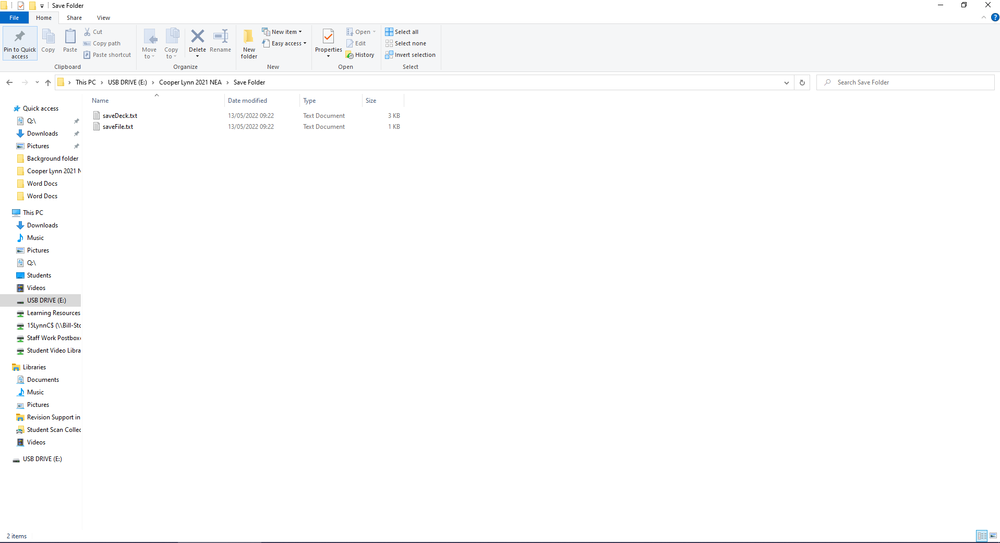 Save Folder
File Home Share View
Pin to Quick access
Copy
Paste
Cut
Copy path
Paste shortcut
Clipboard
Move to
Copy to
Delete
Rename
Organize
New folder
New item
Easy access
New
Properties
Open
Edit
History
Open
Select all
Select none
Invert selection
Select
This PC > USB DRIVE (E:) > Cooper Lynn 2021 NEA > Save Folder
Search Save Folder
Name Date modified Type Size
saveDeck.txt 13/05/2022 09:22 Text Document 3 KB
saveFile.txt 13/05/2022 09:22 Text Document 1 KB
Quick access
Q:\
Downloads
Pictures
Background folder
Cooper Lynn 2021 N
Word Docs
Word Docs
This PC
Downloads
Music
Pictures
Q:\
Students
Videos
USB DRIVE (E:)
Learning Resources
15LynnC$ (\\Bill-Sto
Staff Work Postboxe
Student Video Libra
Libraries
Documents
Music
Pictures
Revision Support in
Student Scan Collec
Videos
USB DRIVE (E:)
2 items